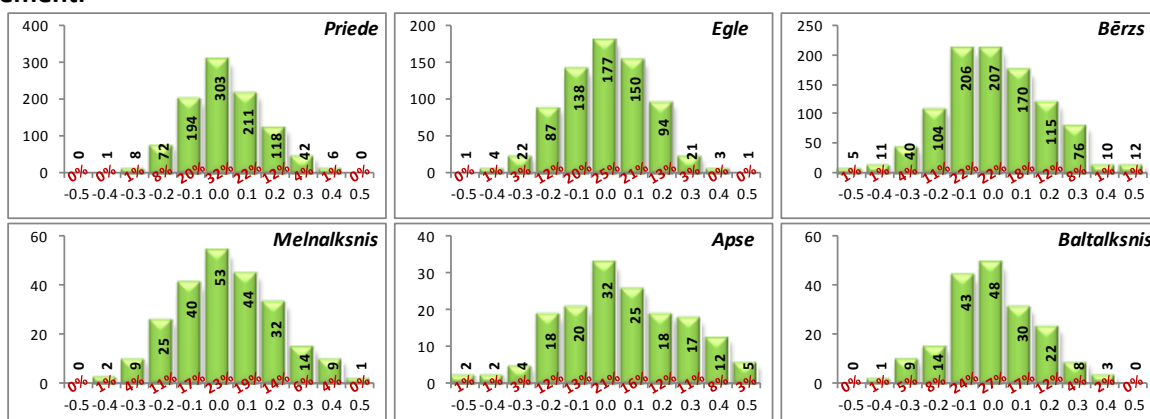 Priede
400
300
200
100
0
0 1 8 72 194 303 211 118 42 6 0
0% 0% 1% 8% 20% 32% 22% 12% 4% 1% 0%
-0.5 -0.4 -0.3 -0.2 -0.1 0.0 0.1 0.2 0.3 0.4 0.5
Egle
200
150
100
50
0
1 4 22 87 138 177 150 94 21 3 1
0% 1% 3% 12% 20% 25% 21% 13% 3% 0% 0%
-0.5 -0.4 -0.3 -0.2 -0.1 0.0 0.1 0.2 0.3 0.4 0.5
Bērzs
250
200
150
100
50
0
5 11 40 104 206 207 170 115 76 10 12
1% 1% 4% 11% 22% 22% 18% 12% 8% 1% 1%
-0.5 -0.4 -0.3 -0.2 -0.1 0.0 0.1 0.2 0.3 0.4 0.5
Melnalksnis
60
40
20
0
0 2 9 25 40 53 44 32 14 9 1
0% 1% 4% 11% 17% 23% 19% 14% 6% 4% 0%
-0.5 -0.4 -0.3 -0.2 -0.1 0.0 0.1 0.2 0.3 0.4 0.5
Apse
40
30
20
10
0
2 2 4 18 20 32 25 18 17 12 5
1% 1% 3% 12% 13% 21% 16% 12% 11% 8% 3%
-0.5 -0.4 -0.3 -0.2 -0.1 0.0 0.1 0.2 0.3 0.4 0.5
Baltalksnis
60
40
20
0
0 1 9 14 43 48 30 22 8 3 0
0% 1% 5% 8% 24% 27% 17% 12% 4% 2% 0%
-0.5 -0.4 -0.3 -0.2 -0.1 0.0 0.1 0.2 0.3 0.4 0.5